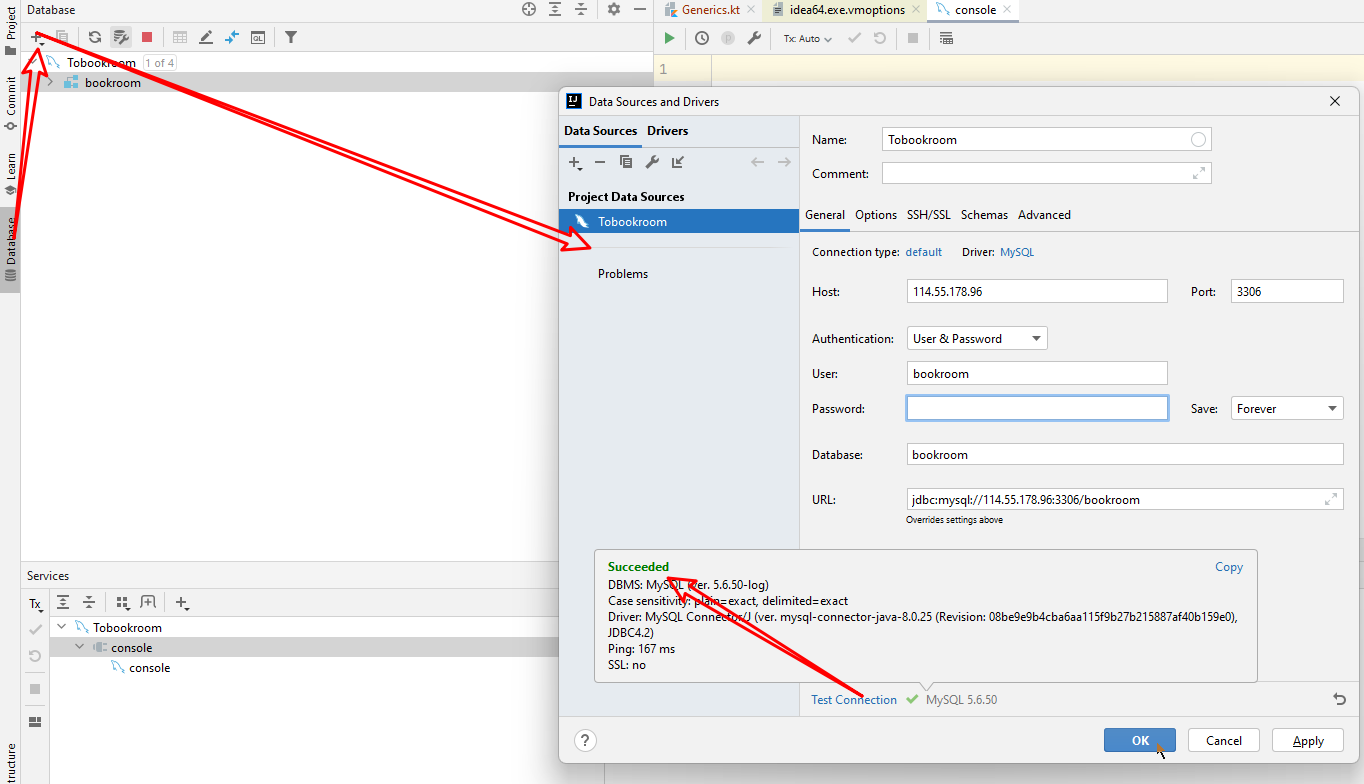 Project
Commit
Learn
Database
tructure
Database
Tobookroom 1 of 4
bookroom
Generics.kt
idea64.exe.vmoptions
console
Tx: Auto
1
Data Sources and Drivers
Data Sources Drivers
Project Data Sources
Tobookroom
Problems
Name: Tobookroom
Comment:
General Options SSH/SSL Schemas Advanced
Connection type: default Driver: MySQL
Host: 114.55.178.96 Port: 3306
Authentication: User & Password
User: bookroom
Password: Save: Forever
Database: bookroom
URL: jdbc:mysql://114.55.178.96:3306/bookroom
Overrides settings above
Succeeded Copy
DBMS: MySQL (ver. 5.6.50-log)
Case sensitivity: plain=exact, delimited=exact
Driver: MySQL Connector/J (ver. mysql-connector-java-8.0.25 (Revision: 08be9e9b4cba6aa115f9b27b215887af40b159e0),
JDBC4.2)
Ping: 167 ms
SSL: no
Test Connection MySQL 5.6.50
? OK Cancel Apply
Services
Tx
Tobookroom
console
console